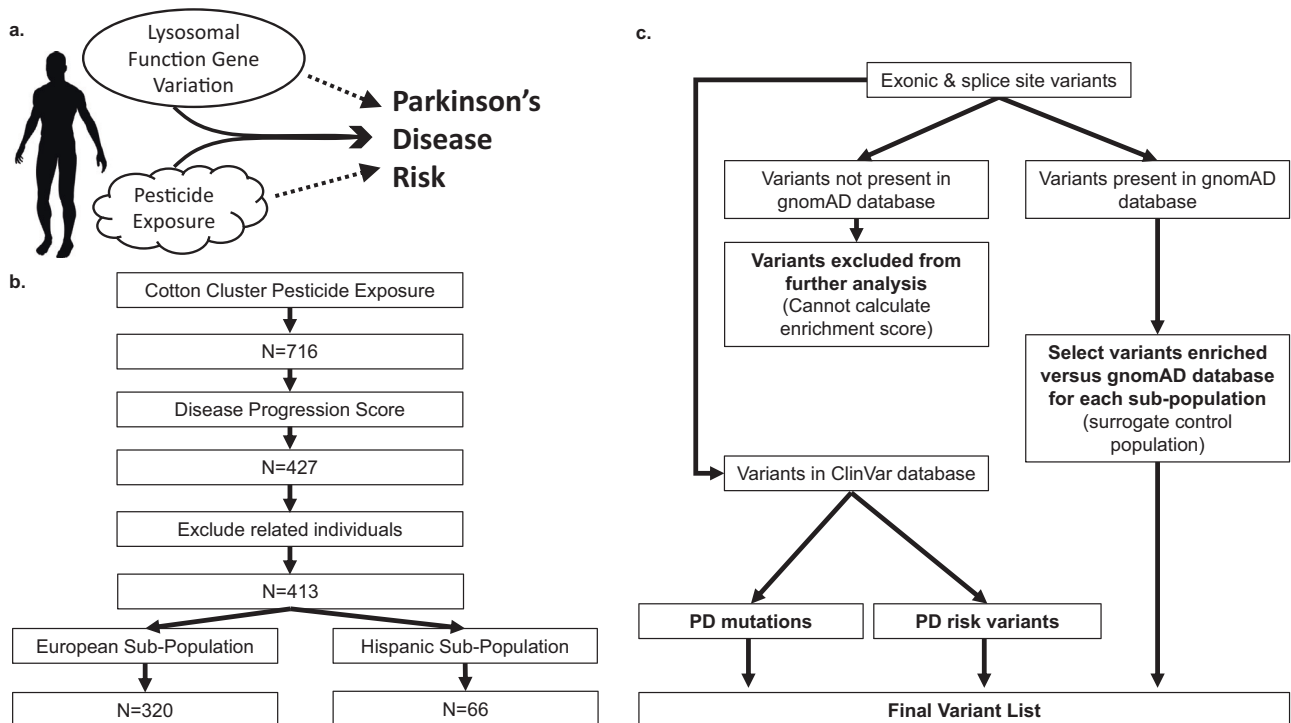 a.
Lysosomal
Function Gene
Variation
Parkinson's
Disease
Risk
Pesticide
Exposure
b.
Cotton Cluster Pesticide Exposure
N=716
Disease Progression Score
N=427
Exclude related individuals
N=413
European Sub-Population
Hispanic Sub-Population
N=320
N=66
c.
Exonic & splice site variants
Variants not present in
gnomAD database
Variants present in gnomAD
database
Variants excluded from
further analysis
(Cannot calculate
enrichment score)
Select variants enriched
versus gnomAD database
for each sub-population
(surrogate control
population)
Variants in ClinVar database
PD mutations
PD risk variants
Final Variant List